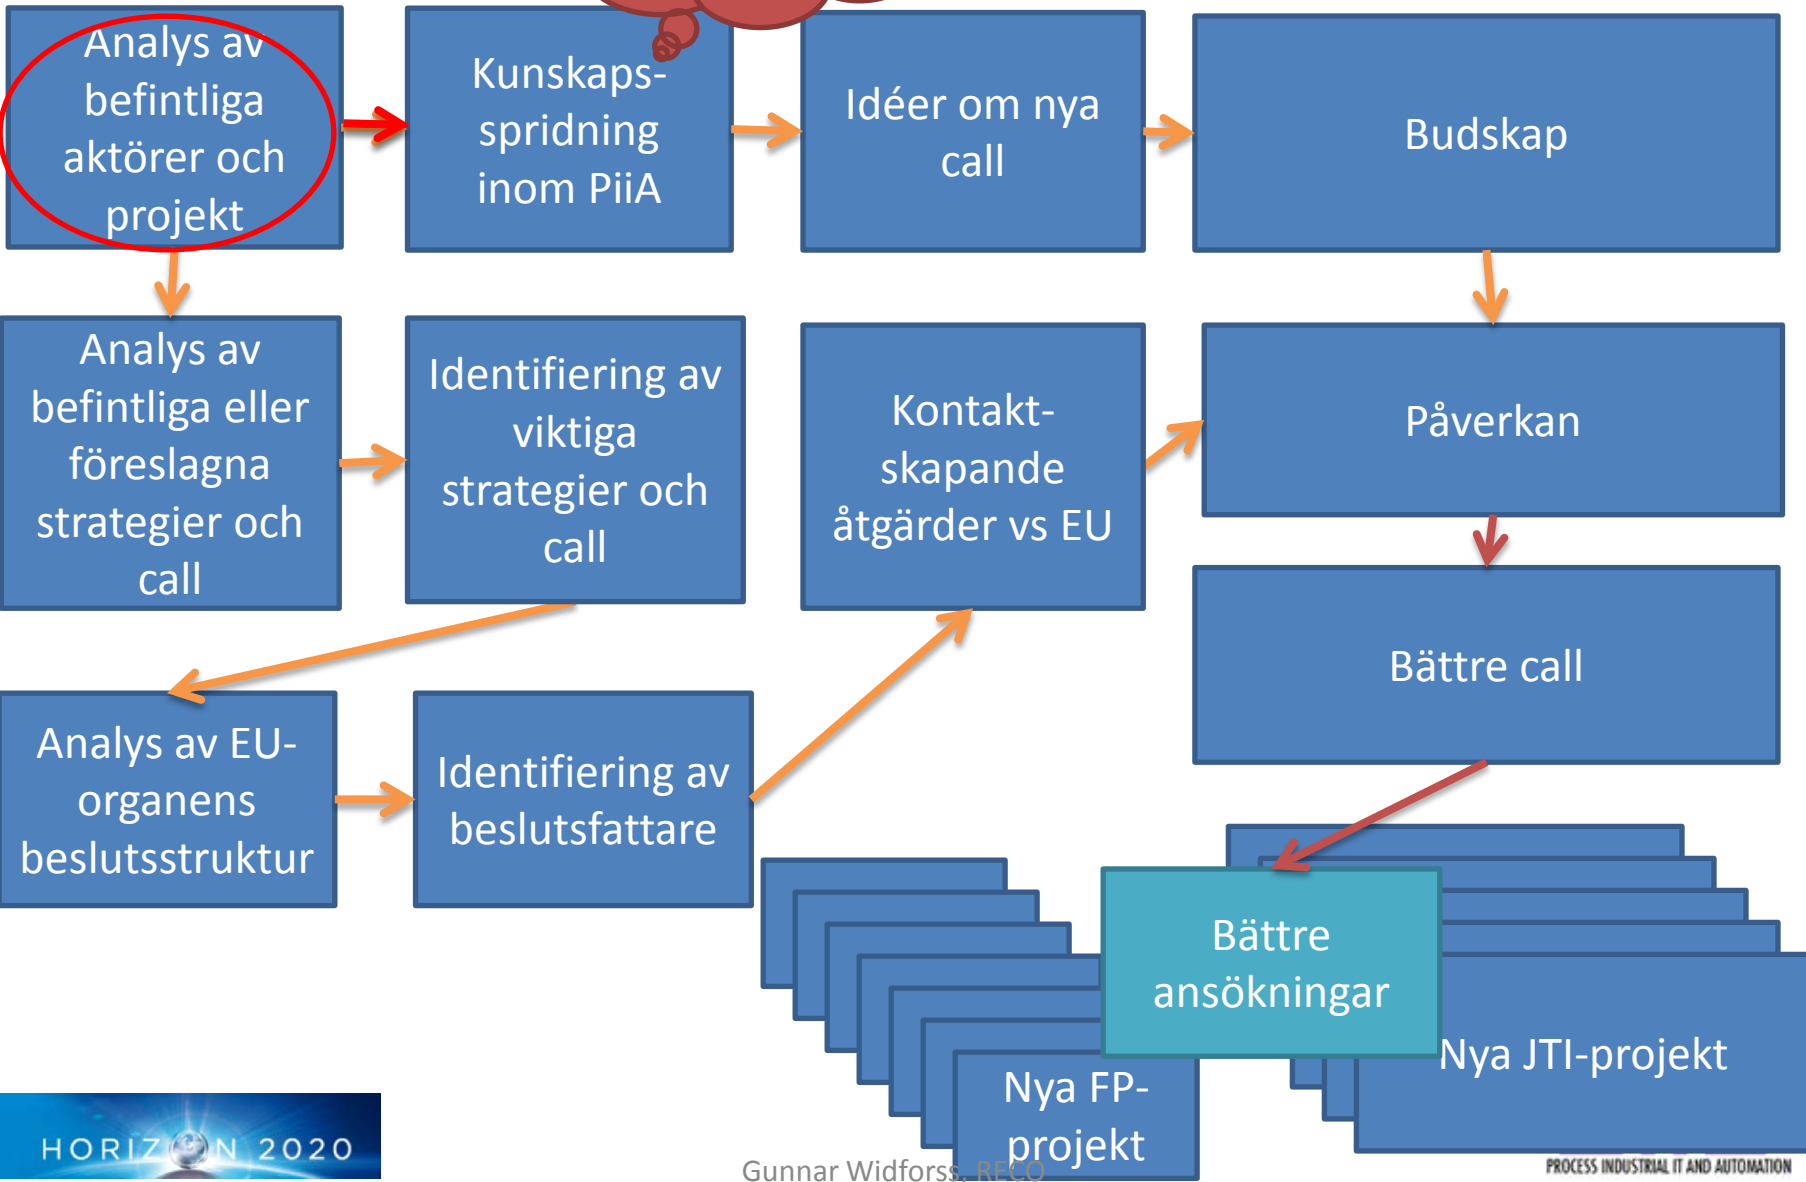 Analys av
befintliga
aktörer och
projekt
Kunskaps-
spridning
inom PiiA
Idéer om nya
call
Budskap
Analys av
befintliga eller
föreslagna
strategier och
call
Identifiering av
viktiga
strategier och
call
Kontakt-
skapande
åtgärder vs EU
Påverkan
Bättre call
Analys av EU-
organens
beslutsstruktur
Identifiering av
beslutsfattare
Bättre
ansökningar
Nya FP-
projekt
Nya JTI-projekt
HORIZON 2020
Gunnar Widforss, RECO
PROCESS INDUSTRIAL IT AND AUTOMATION